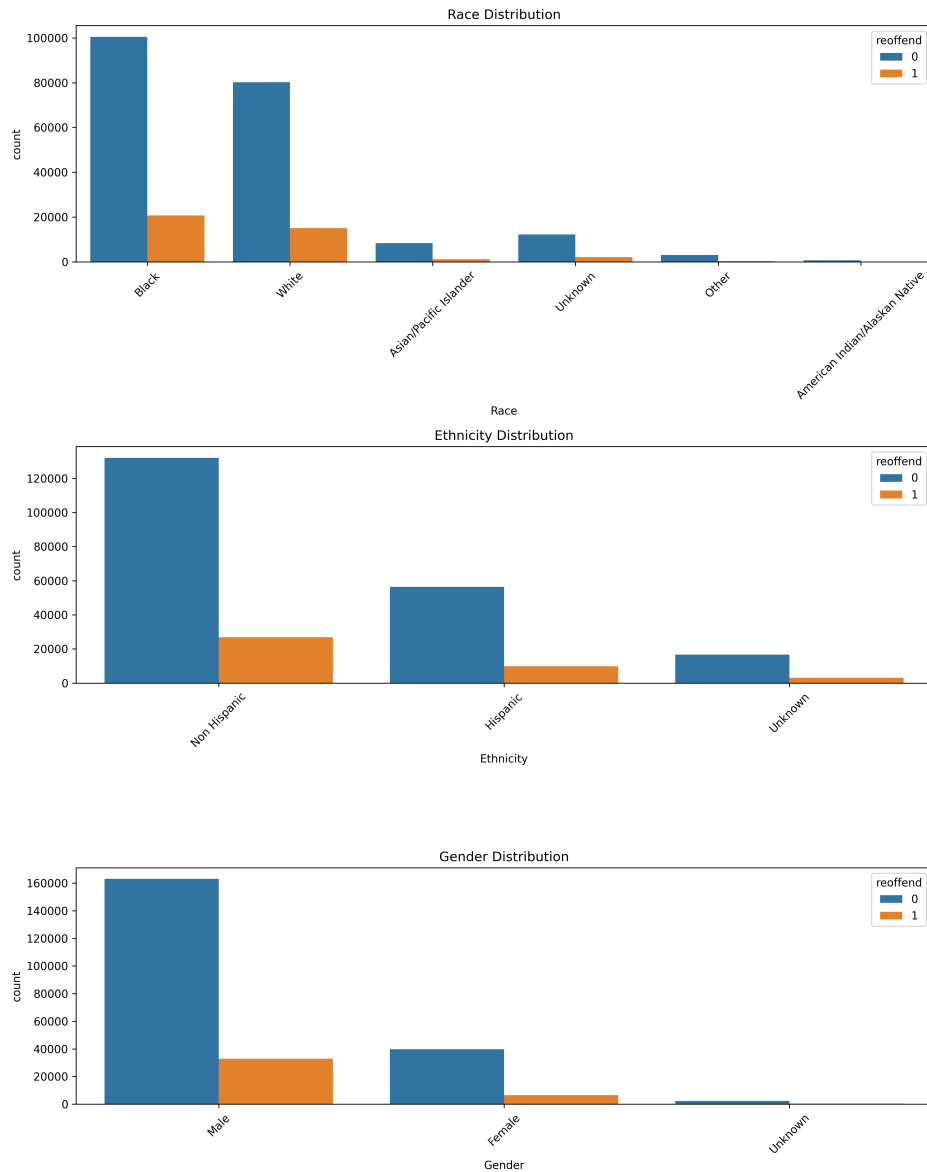 Race Distribution
count
100000
80000
60000
40000
20000
0
reoffend
0
1
Black
White
Asian/Pacific Islander
Unknown
Other
American Indian/Alaskan Native
Race
Ethnicity Distribution
count
120000
100000
80000
60000
40000
20000
0
reoffend
0
1
Non Hispanic
Hispanic
Unknown
Ethnicity
Gender Distribution
count
160000
140000
120000
100000
80000
60000
40000
20000
0
reoffend
0
1
Male
Female
Unknown
Gender